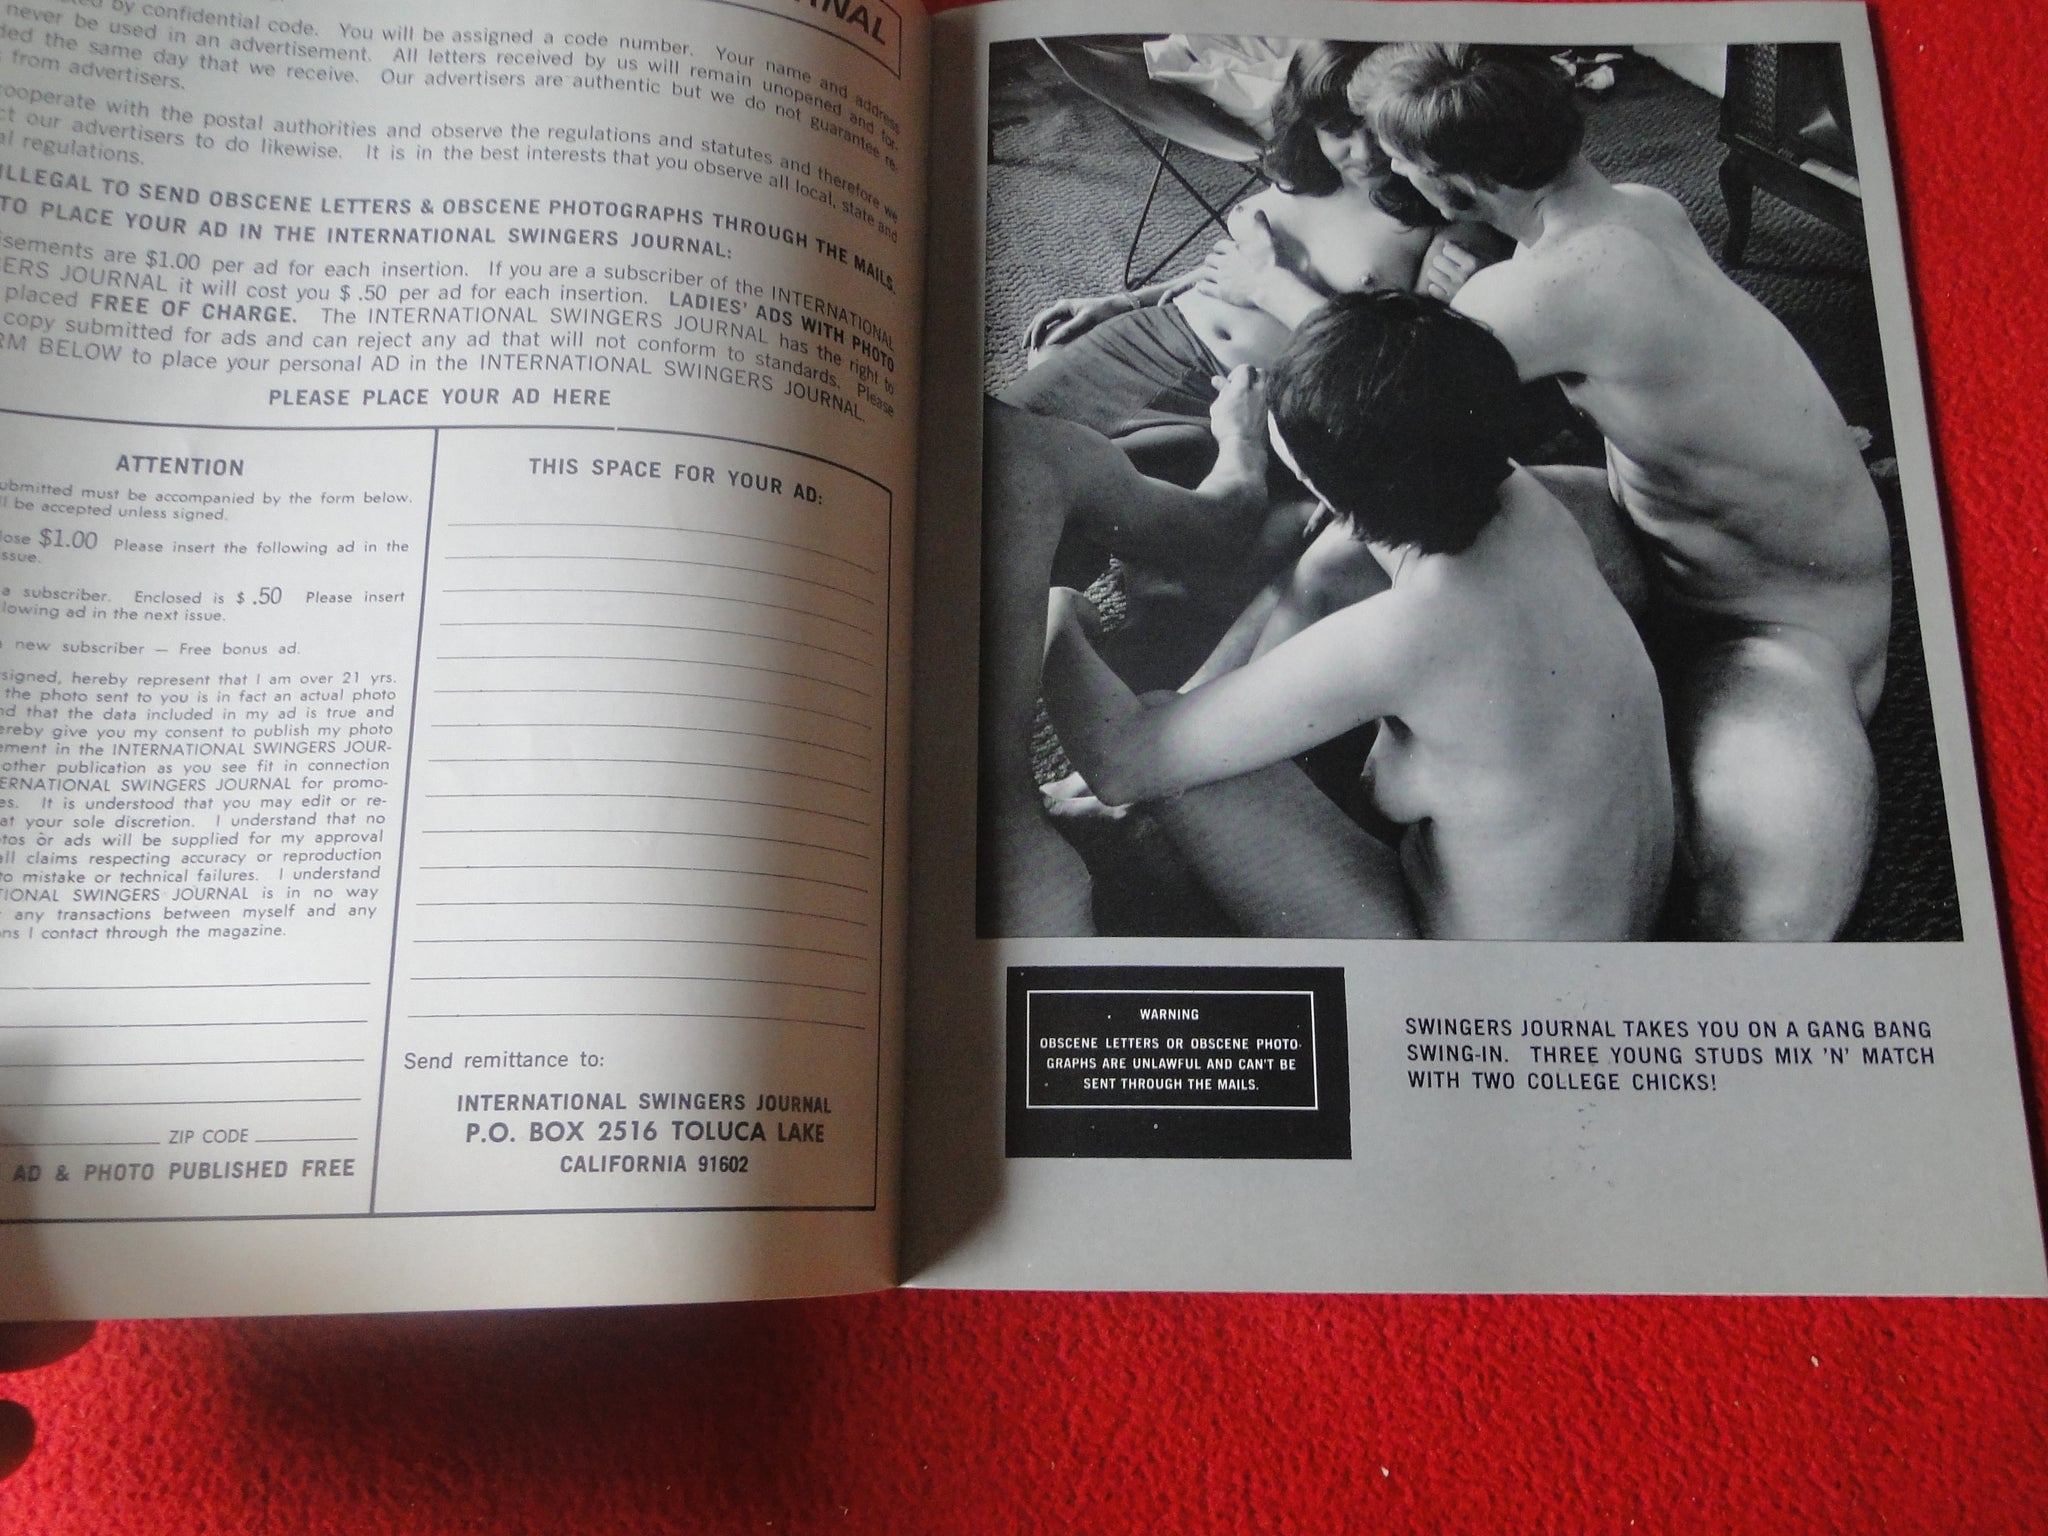 RNAL
by confidential code. You will be assigned a code number. Your name and address
never be used in an advertisement. All letters received by us will remain unopened and for-
the same day that we receive. Our advertisers are authentic but we do not guarantee re-
from advertisers.
ooperate with the postal authorities and observe the regulations and statutes and therefore we
ct our advertisers to do likewise. It is in the best interests that you observe all local, state and
al regulations.
ILLEGAL TO SEND OBSCENE LETTERS & OBSCENE PHOTOGRAPHS THROUGH THE MAILS.
TO PLACE YOUR AD IN THE INTERNATIONAL SWINGERS JOURNAL:
isements are $1.00 per ad for each insertion. If you are a subscriber of the INTERNATIONAL
ERS JOURNAL it will cost you $ .50 per ad for each insertion. LADIES' ADS WITH PHOTO
placed FREE OF CHARGE. The INTERNATIONAL SWINGERS JOURNAL has the right to
copy submitted for ads and can reject any ad that will not conform to standards. Please
RM BELOW to place your personal AD in the INTERNATIONAL SWINGERS JOURNAL.
PLEASE PLACE YOUR AD HERE
ATTENTION
ubmitted must be accompanied by the form below.
ll be accepted unless signed.
lose $1.00 Please insert the following ad in the
issue.
a subscriber. Enclosed is $ .50 Please insert
lowing ad in the next issue.
new subscriber — Free bonus ad.
signed, hereby represent that I am over 21 yrs.
the photo sent to you is in fact an actual photo
nd that the data included in my ad is true and
ereby give you my consent to publish my photo
ement in the INTERNATIONAL SWINGERS JOUR-
other publication as you see fit in connection
ERNATIONAL SWINGERS JOURNAL for promo-
es. It is understood that you may edit or re-
at your sole discretion. I understand that no
tos or ads will be supplied for my approval
all claims respecting accuracy or reproduction
to mistake or technical failures. I understand
TIONAL SWINGERS JOURNAL is in no way
any transactions between myself and any
ns I contact through the magazine.
ZIP CODE
AD & PHOTO PUBLISHED FREE
THIS SPACE FOR YOUR AD:
Send remittance to:
INTERNATIONAL SWINGERS JOURNAL
P.O. BOX 2516 TOLUCA LAKE
CALIFORNIA 91602
WARNING
OBSCENE LETTERS OR OBSCENE PHOTO-
GRAPHS ARE UNLAWFUL AND CAN'T BE
SENT THROUGH THE MAILS.
SWINGERS JOURNAL TAKES YOU ON A GANG BANG
SWING-IN. THREE YOUNG STUDS MIX 'N' MATCH
WITH TWO COLLEGE CHICKS!